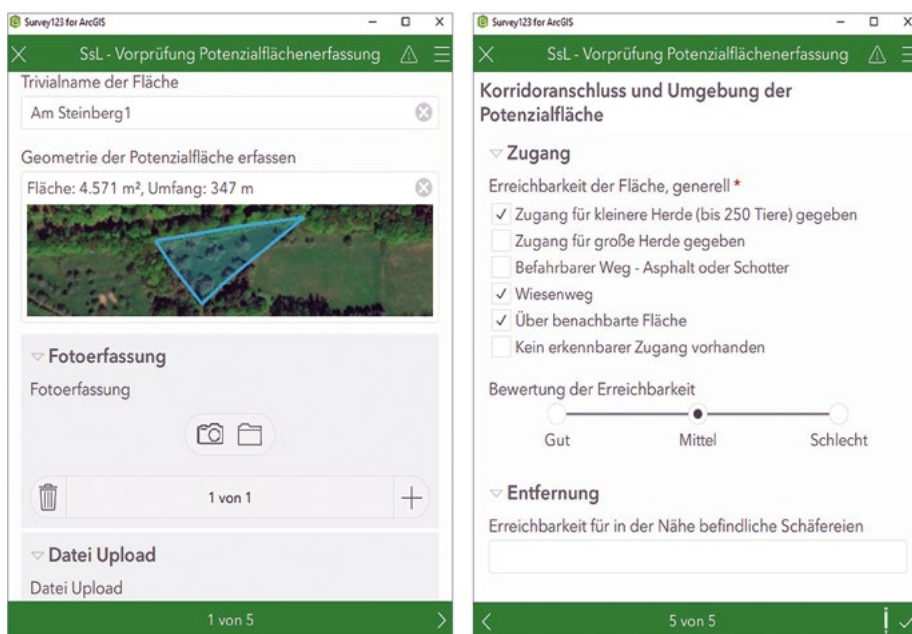 Survey123 for ArcGIS
SsL - Vorprüfung Potenzialflächenerfassung
Trivialname der Fläche
Am Steinberg1
Geometrie der Potenzialfläche erfassen
Fläche: 4.571 m², Umfang: 347 m
Fotoerfassung
Fotoerfassung
1 von 1
Datei Upload
Datei Upload
1 von 5
Survey123 for ArcGIS
SsL - Vorprüfung Potenzialflächenerfassung
Korridoranschluss und Umgebung der
Potenzialfläche
Zugang
Erreichbarkeit der Fläche, generell *
Zugang für kleinere Herde (bis 250 Tiere) gegeben
Zugang für große Herde gegeben
Befahrbarer Weg - Asphalt oder Schotter
Wiesenweg
Über benachbarte Fläche
Kein erkennbarer Zugang vorhanden
Bewertung der Erreichbarkeit
Gut Mittel Schlecht
Entfernung
Erreichbarkeit für in der Nähe befindliche Schäfereien
5 von 5